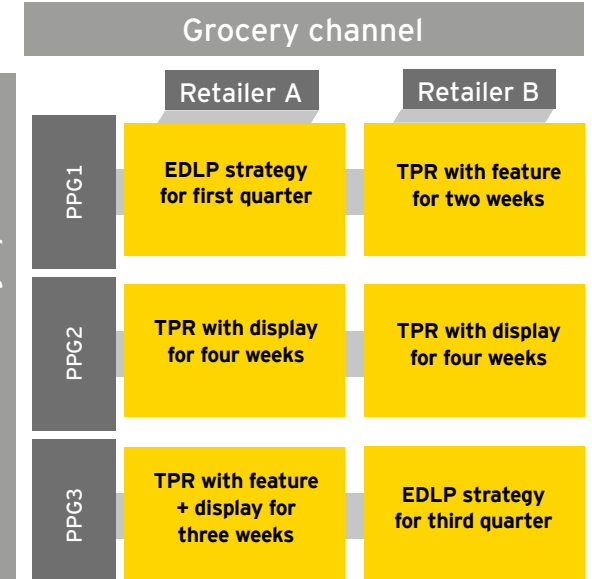 Grocery channel
Retailer A
Retailer B
PPG1
EDLP strategy
for first quarter
TPR with feature
for two weeks
PPG2
TPR with display
for four weeks
TPR with display
for four weeks
PPG3
TPR with feature
+ display for
three weeks
EDLP strategy
for third quarter